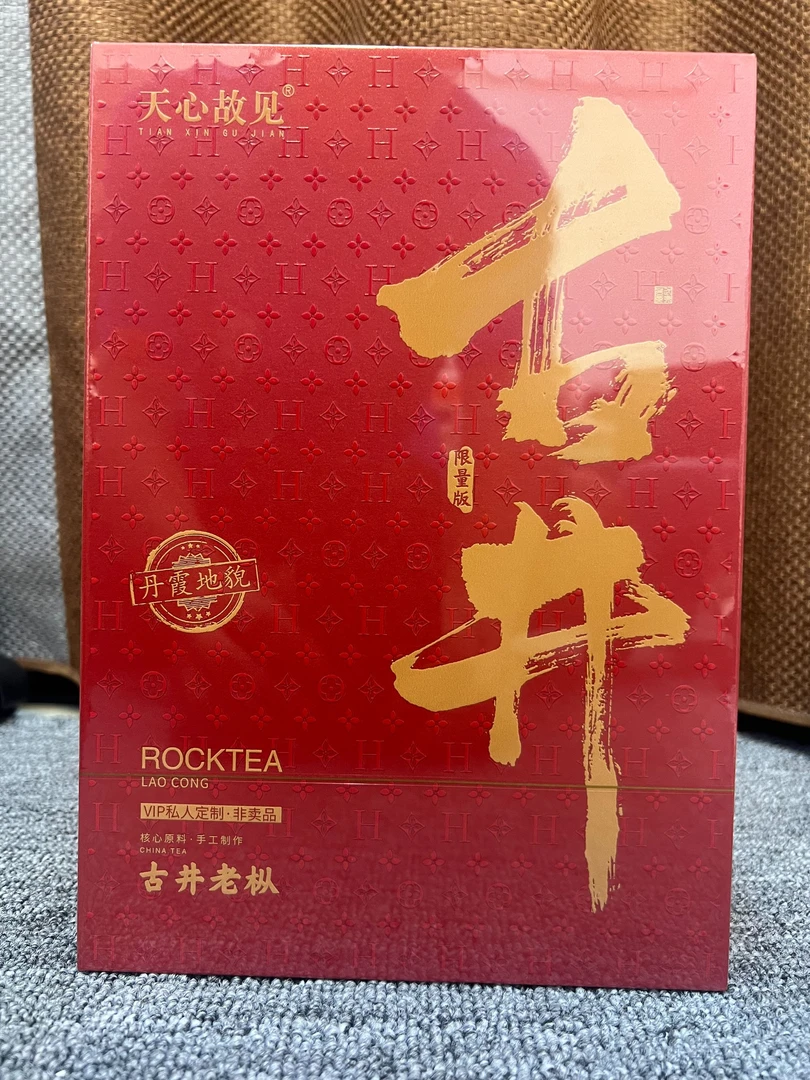 天心故见®
TIAN XIN GU JIAN
古井
限量版
丹霞地貌
ROCKTEA
LAO CONG
VIP私人定制·非卖品
核心原料·手工制作
CHINA TEA
古井老枞